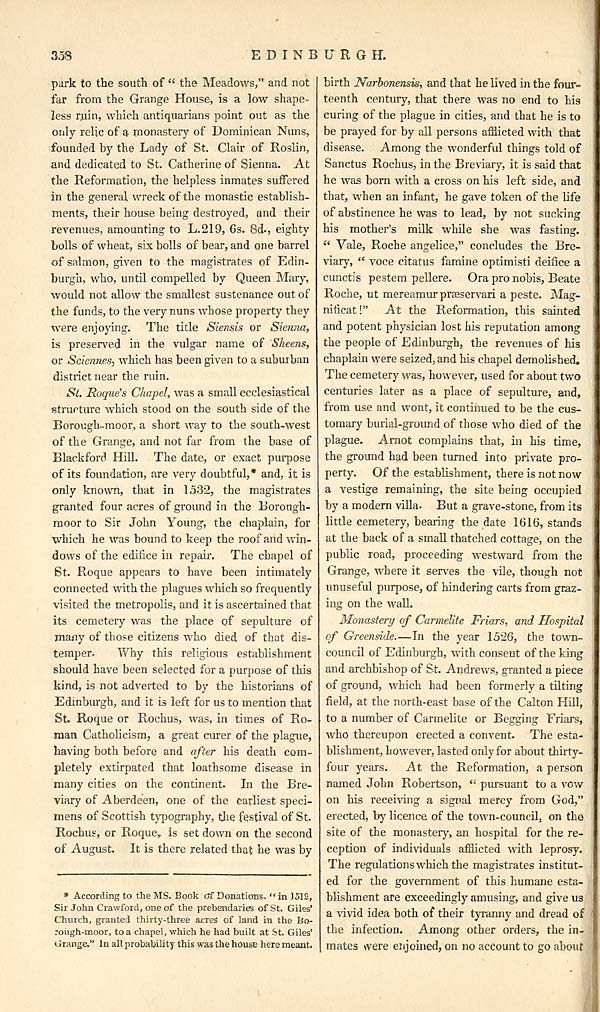 358
EDINBURGH.
park to the south of “ the Meadows,” and not
far from the Grange House, is a low shape-
less ruin, which antiquarians point out as the
only relic of a monastery of Dominican Nuns,
founded by the Lady of St. Clair of Roslin,
and dedicated to St. Catherine of Sienna. At
the Reformation, the helpless inmates suffered
in the general wreck of the monastic establish-
ments, their house being destroyed, and their
revenues, amounting to L.219, 6s. 8d., eighty
bolls of wheat, six bolls of bear, and one barrel
of salmon, given to the magistrates of Edin-
burgh, who, until compelled by Queen Mary,
would not allow the smallest sustenance out of
the funds, to the very nuns whose property they
were enjoying. The title Siensis or Sienna,
is preserved in the vulgar name of Sheens,
or Sciennes, which has been given to a suburban
district near the ruin.
St. Roque's Chapel, was a small ecclesiastical
structure which stood on the south side of the
Borough-moor, a short way to the south-west
of the Grange, and not far from the base of
Blackford Hill. The date, or exact purpose
of its foundation, are very doubtful,* and, it is
only known, that in 1532, the magistrates
granted four acres of ground in the Borough-
moor to Sir John Young, the chaplain, for
which he was bound to keep the roof and win-
dows of the edifice in repair. The chapel of
St. Roque appears to have been intimately
connected with the plagues which so frequently
visited the metropolis, and it is ascertained that
its cemetery was the place of sepulture of
many of those citizens who died of that dis-
temper. Why this religious establishment
should have been selected for a purpose of this
kind, is not adverted to by the historians of
Edinburgh, and it is left for us to mention that
St. Roque or Rochus, was, in times of Ro-
man Catholicism, a great curer of the plague,
having both before and after his death com-
pletely extirpated that loathsome disease in
many cities on the continent. In the Bre-
viary of Aberdeen, one of the earliest speci-
mens of Scottish typography, the festival of St.
Rochus, or Roque, is set down on the second
of August. It is there related that he was by
* According to the MS. Book of Donations. “ in 1512,
Sir John Crawford, one of the prebendaries of St. Giles'
Church, granted thirty-three acres of land in the Bo-
rough-moor, to a chapel, which he had built at St. Giles'
Grange.” In all probability this was the house here meant.
birth Narbonensis, and that he lived in the four-
teenth century, that there was no end to his
curing of the plague in cities, and that he is to
be prayed for by all persons afflicted with that
disease. Among the wonderful things told of
Sanctus Rochus, in the Breviary, it is said that
he was born with a cross on his left side, and
that, when an infant, he gave token of the life
of abstinence he was to lead, by not sucking
his mother's milk while she was fasting.
“ Vale, Roche angelice,” concludes the Bre-
viary, “ voce citatus famine optimisti deifice a
cunctis pestem pellere. Ora pro nobis, Beate
Roche, ut mereamur præservari a peste. Mag-
nificat!” At the Reformation, this sainted
and potent physician lost his reputation among
the people of Edinburgh, the revenues of his
chaplain were seized, and his chapel demolished.
The cemetery was, however, used for about two
centuries later as a place of sepulture, and,
from use and wont, it continued to be the cus-
tomary burial-ground of those who died of the
plague. Arnot complains that, in his time,
the ground had been turned into private pro-
perty. Of the establishment, there is not now
a vestige remaining, the site being occupied
by a modern villa. But a grave-stone, from its
little cemetery, bearing the date 1616, stands
at the back of a small thatched cottage, on the
public road, proceeding westward from the
Grange, where it serves the vile, though not
unuseful purpose, of hindering carts from graz-
ing on the wall.
Monastery of Carmelite Friars, and Hospital
of Greenside.—In the year 1526, the town-
council of Edinburgh, with consent of the king
and archbishop of St. Andrews, granted a piece
of ground, which had been formerly a tilting
field, at the north-east base of the Calton Hill,
to a number of Carmelite or Begging Friars,
who thereupon erected a convent. The esta-
blishment, however, lasted only for about thirty-
four years. At the Reformation, a person
named John Robertson, “ pursuant to a vow
on his receiving a signal mercy from God,”
erected, by licence of the town-council, on the
site of the monastery, an hospital for the re-
ception of individuals afflicted with leprosy.
The regulations which the magistrates institut-
ed for the government of this humane esta-
blishment are exceedingly amusing, and give us
a vivid idea both of their tyranny and dread of
the infection. Among other orders, the in-
mates were enjoined, on no account to go about